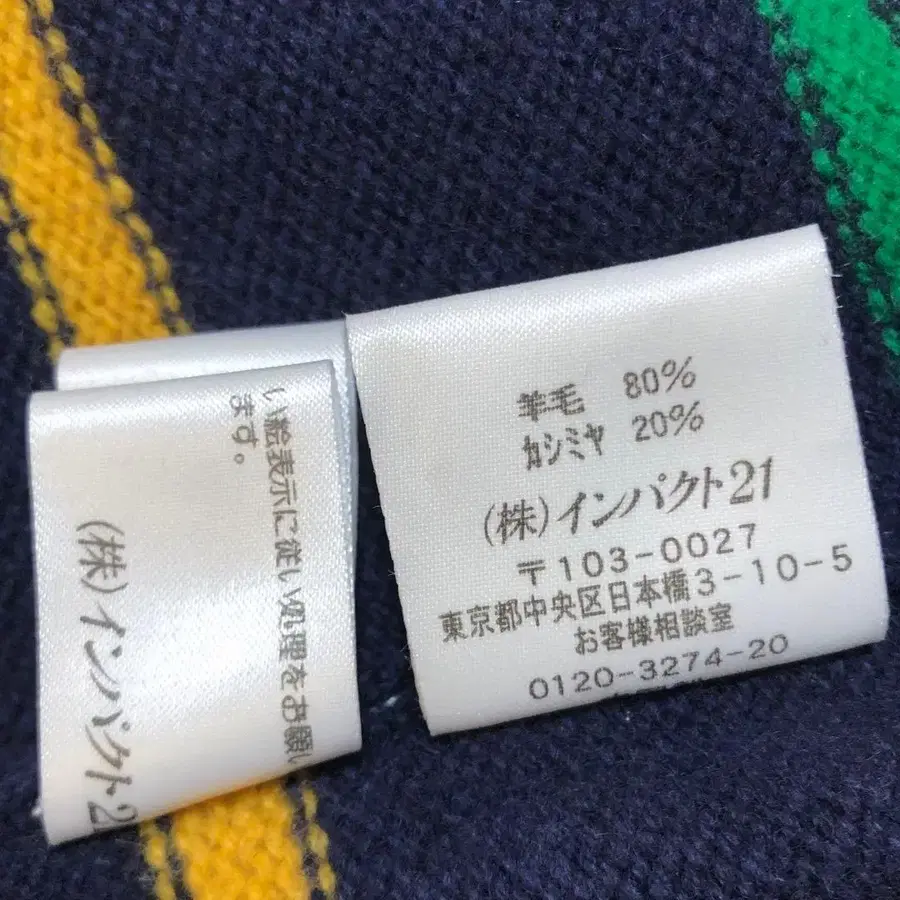 い絵表示に従い処理をお願し
ます。
(株)インパクト2
羊毛 80%
カシミヤ 20%
(株)インパクト21
〒103-0027
東京都中央区日本橋3-10-5
お客様相談室
0120-3274-20